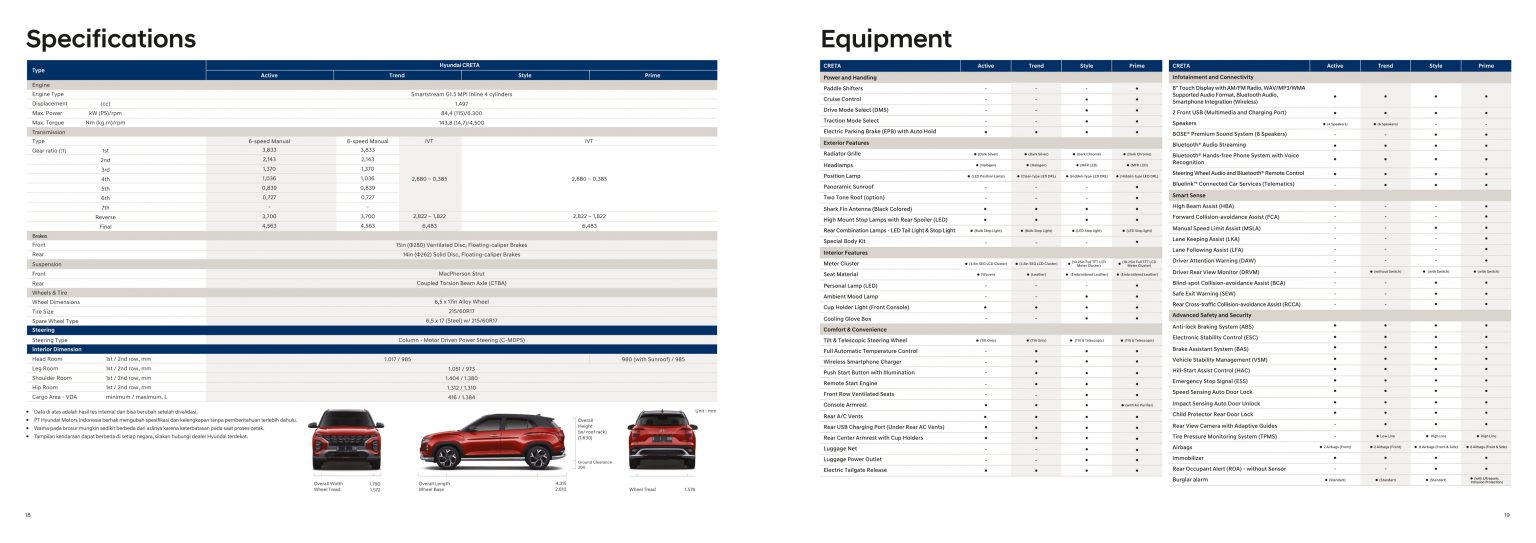 Specifications
Type
Hyundai CRETA
Active Trend Style Prime
Engine
Engine Type Smartstream G1.5 MPI Inline 4 cylinders
Displacement (cc) 1.497
Max. Power kW (PS)/rpm 84,4 (115)/6.300
Max. Torque Nm (kg.m)/rpm 143,8 (14,7)/4,500
Transmission
Type 6-speed Manual 6-speed Manual IVT IVT
Gear ratio (:1) 1st 3,833 3,833
2nd 2,143 2,143
3rd 1,370 1,370
4th 1,036 1,036 2,680 ~ 0,385 2,680 ~ 0,385
5th 0,839 0,839
6th 0,727 0,727
7th - -
Reverse 3,700 3,700 2,822 ~ 1,822 2,822 ~ 1,822
Final 4,563 4,563 6,483 6,483
Brakes
Front 15in (Φ280) Ventilated Disc, Floating-caliper Brakes
Rear 14in (Φ262) Solid Disc, Floating-caliper Brakes
Suspension
Front MacPherson Strut
Rear Coupled Torsion Beam Axle (CTBA)
Wheels & Tire
Wheel Dimensions 6,5 x 17in Alloy Wheel
Tire Size 215/60R17
Spare Wheel Type 6,5 x 17 (Steel) w/ 215/60R17
Steering
Steering Type Column - Motor Driven Power Steering (C-MDPS)
Interior Dimension
Head Room 1st / 2nd row, mm 1.017 / 985 980 (with Sunroof) / 985
Leg Room 1st / 2nd row, mm 1.051 / 973
Shoulder Room 1st / 2nd row, mm 1.404 / 1.380
Hip Room 1st / 2nd row, mm 1.312 / 1.310
Cargo Area - VDA minimum / maximum, L 416 / 1.384
• Data di atas adalah hasil tes internal dan bisa berubah setelah divalidasi.
• PT Hyundai Motors Indonesia berhak mengubah spesifikasi dan kelengkapan tanpa pemberitahuan terlebih dahulu.
• Warna pada brosur mungkin sedikit berbeda dari aslinya karena keterbatasan pada saat proses cetak.
• Tampilan kendaraan dapat berbeda di setiap negara, silakan hubungi dealer Hyundai terdekat.
Unit : mm
Overall
Height
(w/ roof rack)
(1.630)
Ground Clearance
200
Overall Width 1.790
Wheel Tread 1.572
Overall Length 4.315
Wheel Base 2.610
Wheel Tread 1.576
18
Equipment
CRETA Active Trend Style Prime
Power and Handling
Paddle Shifters - - - •
Cruise Control - - • •
Drive Mode Select (DMS) - - • •
Traction Mode Select - - • •
Electric Parking Brake (EPB) with Auto Hold • • • •
Exterior Features
Radiator Grille • (Dark Silver) • (Dark Silver) • (Dark Chrome) • (Dark Chrome)
Headlamps • (Halogen) • (Halogen) • (MFR LED) • (MFR LED)
Position Lamp • (LED Position Lamp) • (Clear-type LED DRL) • (Hidden-type LED DRL) • (Hidden-type LED DRL)
Panoramic Sunroof - - - •
Two Tone Roof (option) - - - •
Shark Fin Antenna (Black Colored) • • • •
High Mount Stop Lamps with Rear Spoiler (LED) • • • •
Rear Combination Lamps - LED Tail Light & Stop Light • (Bulb Stop Light) • (Bulb Stop Light) • (LED Stop Light) • (LED Stop light)
Special Body Kit - - - •
Interior Features
Meter Cluster • (3.5in SEG LCD Cluster) • (3.5in SEG LCD Cluster) • (10.25in Full TFT LCD Meter Cluster) • (10.25in Full TFT LCD Meter Cluster)
Seat Material • (Woven) • (Leather) • (Embroidered Leather) • (Embroidered Leather)
Personal Lamp (LED) - - - •
Ambient Mood Lamp - - • •
Cup Holder Light (Front Console) • • • •
Cooling Glove Box - - • •
Comfort & Convenience
Tilt & Telescopic Steering Wheel • (Tilt Only) • (Tilt Only) • (Tilt & Telescopic) • (Tilt & Telescopic)
Full Automatic Temperature Control - • • •
Wireless Smartphone Charger - • • •
Push Start Button with Illumination - • • •
Remote Start Engine - • • •
Front Row Ventilated Seats - - • •
Console Armrest • • • • (with Air Purifier)
Rear A/C Vents • • • •
Rear USB Charging Port (Under Rear AC Vents) • • • •
Rear Center Armrest with Cup Holders • • • •
Luggage Net - - • •
Luggage Power Outlet - - • •
Electric Tailgate Release • • • •
CRETA Active Trend Style Prime
Infotainment and Connectivity
8" Touch Display with AM/FM Radio, WAV/MP3/WMA
Supported Audio Format, Bluetooth Audio, • • • •
Smartphone Integration (Wireless)
2 Front USB (Multimedia and Charging Port) • • • •
Speakers • (4 Speakers) • (6 Speakers) - -
BOSE® Premium Sound System (8 Speakers) - - • •
Bluetooth® Audio Streaming • • • •
Bluetooth® Hands-free Phone System with Voice
Recognition • • • •
Steering Wheel Audio and Bluetooth® Remote Control • • • •
Bluelink™ Connected Car Services (Telematics) - • • •
Smart Sense
High Beam Assist (HBA) - - - •
Forward Collision-avoidance Assist (FCA) - - - •
Manual Speed Limit Assist (MSLA) - - • •
Lane Keeping Assist (LKA) - - - •
Lane Following Assist (LFA) - - - •
Driver Attention Warning (DAW) - - - •
Driver Rear View Monitor (DRVM) - • (without Switch) • (with Switch) • (with Switch)
Blind-spot Collision-avoidance Assist (BCA) - - • •
Safe Exit Warning (SEW) - - • •
Rear Cross-traffic Collision-avoidance Assist (RCCA) - - • •
Advanced Safety and Security
Anti-lock Braking System (ABS) • • • •
Electronic Stability Control (ESC) • • • •
Brake Assistant System (BAS) • • • •
Vehicle Stability Management (VSM) • • • •
Hill-Start Assist Control (HAC) • • • •
Emergency Stop Signal (ESS) • • • •
Speed Sensing Auto Door Lock • • • •
Impact Sensing Auto Door Unlock • • • •
Child Protector Rear Door Lock • • • •
Rear View Camera with Adaptive Guides - • • •
Tire Pressure Monitoring System (TPMS) - • Low Line • High Line • High Line
Airbags • 2 Airbags (Front) • 2 Airbags (Front) • 6 Airbags (Front & Side) • 6 Airbags (Front & Side)
Immobilizer • • • •
Rear Occupant Alert (ROA) - without Sensor - - • •
Burglar alarm • (Standard) • (Standard) • (Standard) • (with Ultrasonic Intrusion Protection)
19